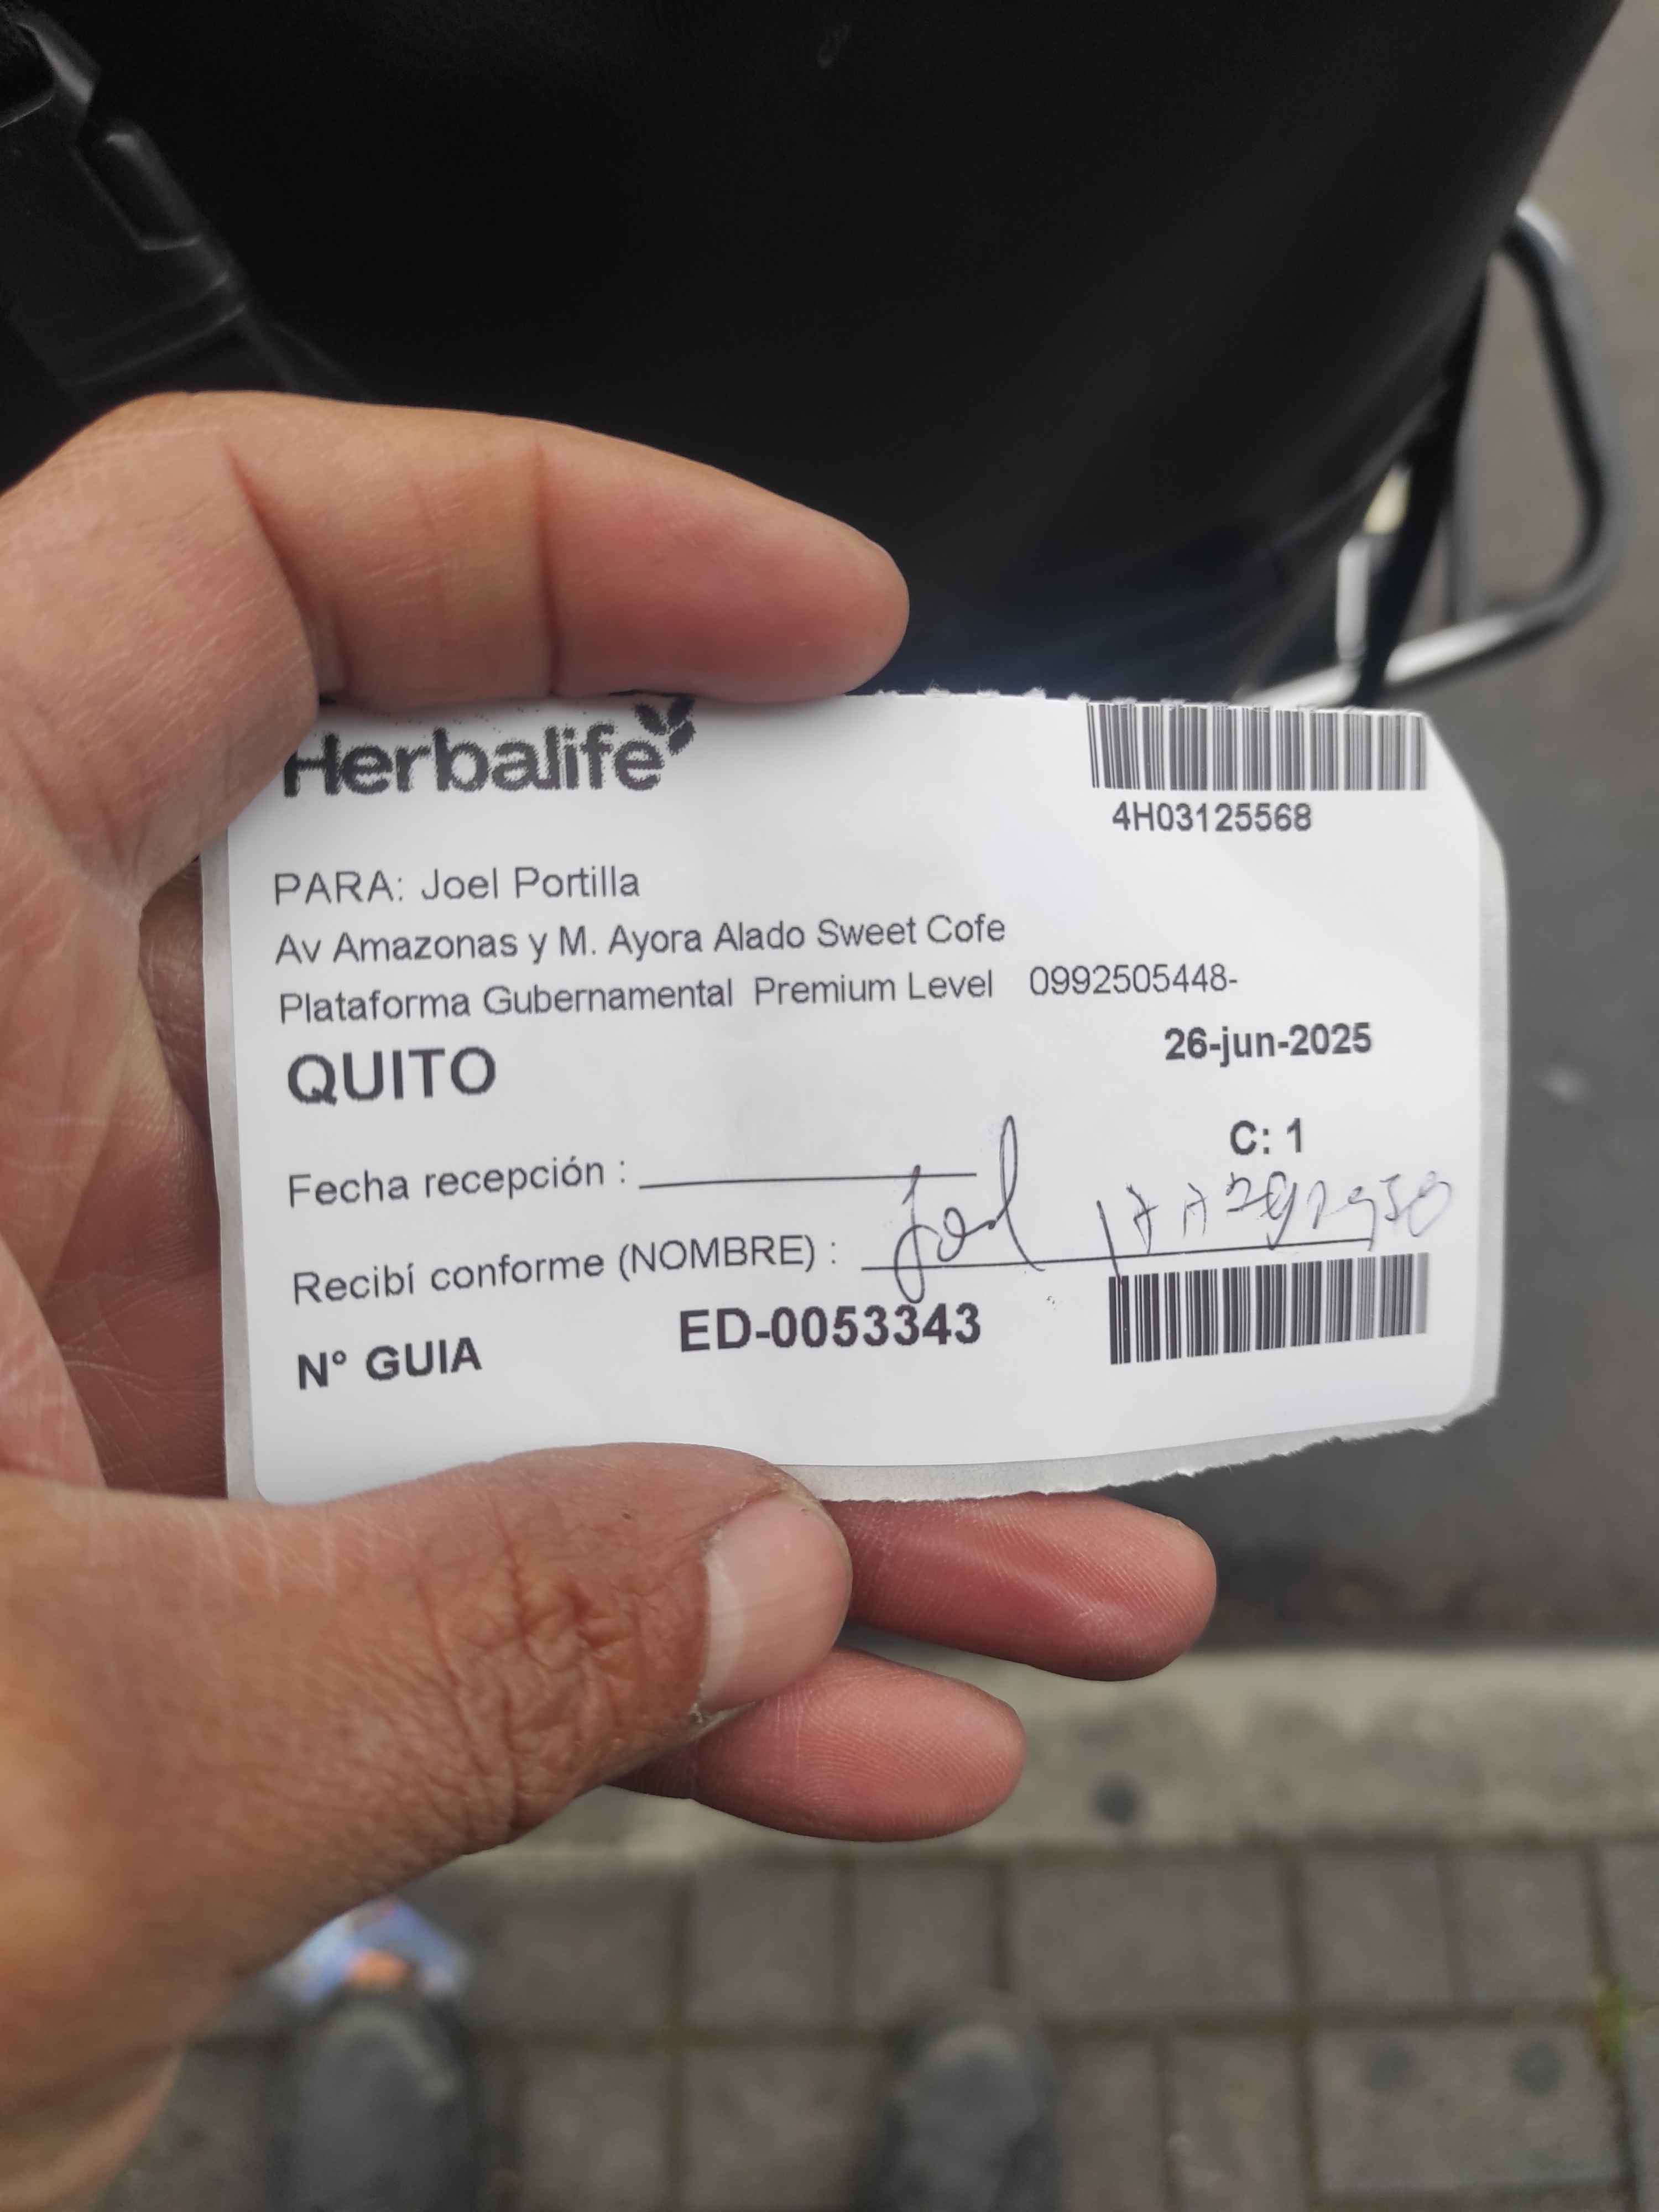 Herbalife
4H03125568
PARA: Joel Portilla
Av Amazonas y M. Ayora Alado Sweet Cofe
Plataforma Gubernamental Premium Level 0992505448-
QUITO
26-jun-2025
C: 1
Fecha recepción :
Recibí conforme (NOMBRE) : Joel
N° GUIA ED-0053343